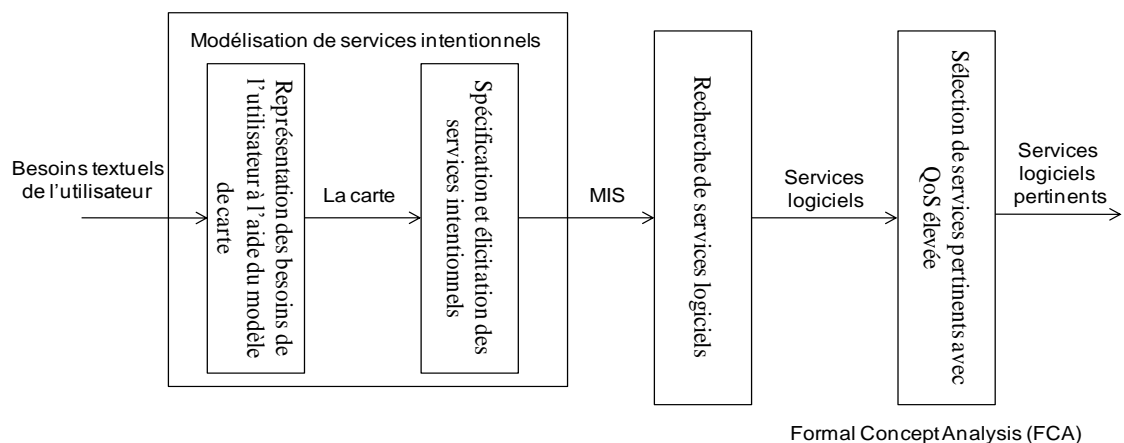 Modélisation de services intentionnels
Besoins textuels
de l'utilisateur
Représentation des besoins de
l'utilisateur à l'aide du modèle
de carte
La carte
Spécification et élicitation des
services intentionnels
MIS
Recherche de services logiciels
Services
logiciels
Sélection de services pertinents avec
QoS élevée
Services
logiciels
pertinents
Formal Concept Analysis (FCA)